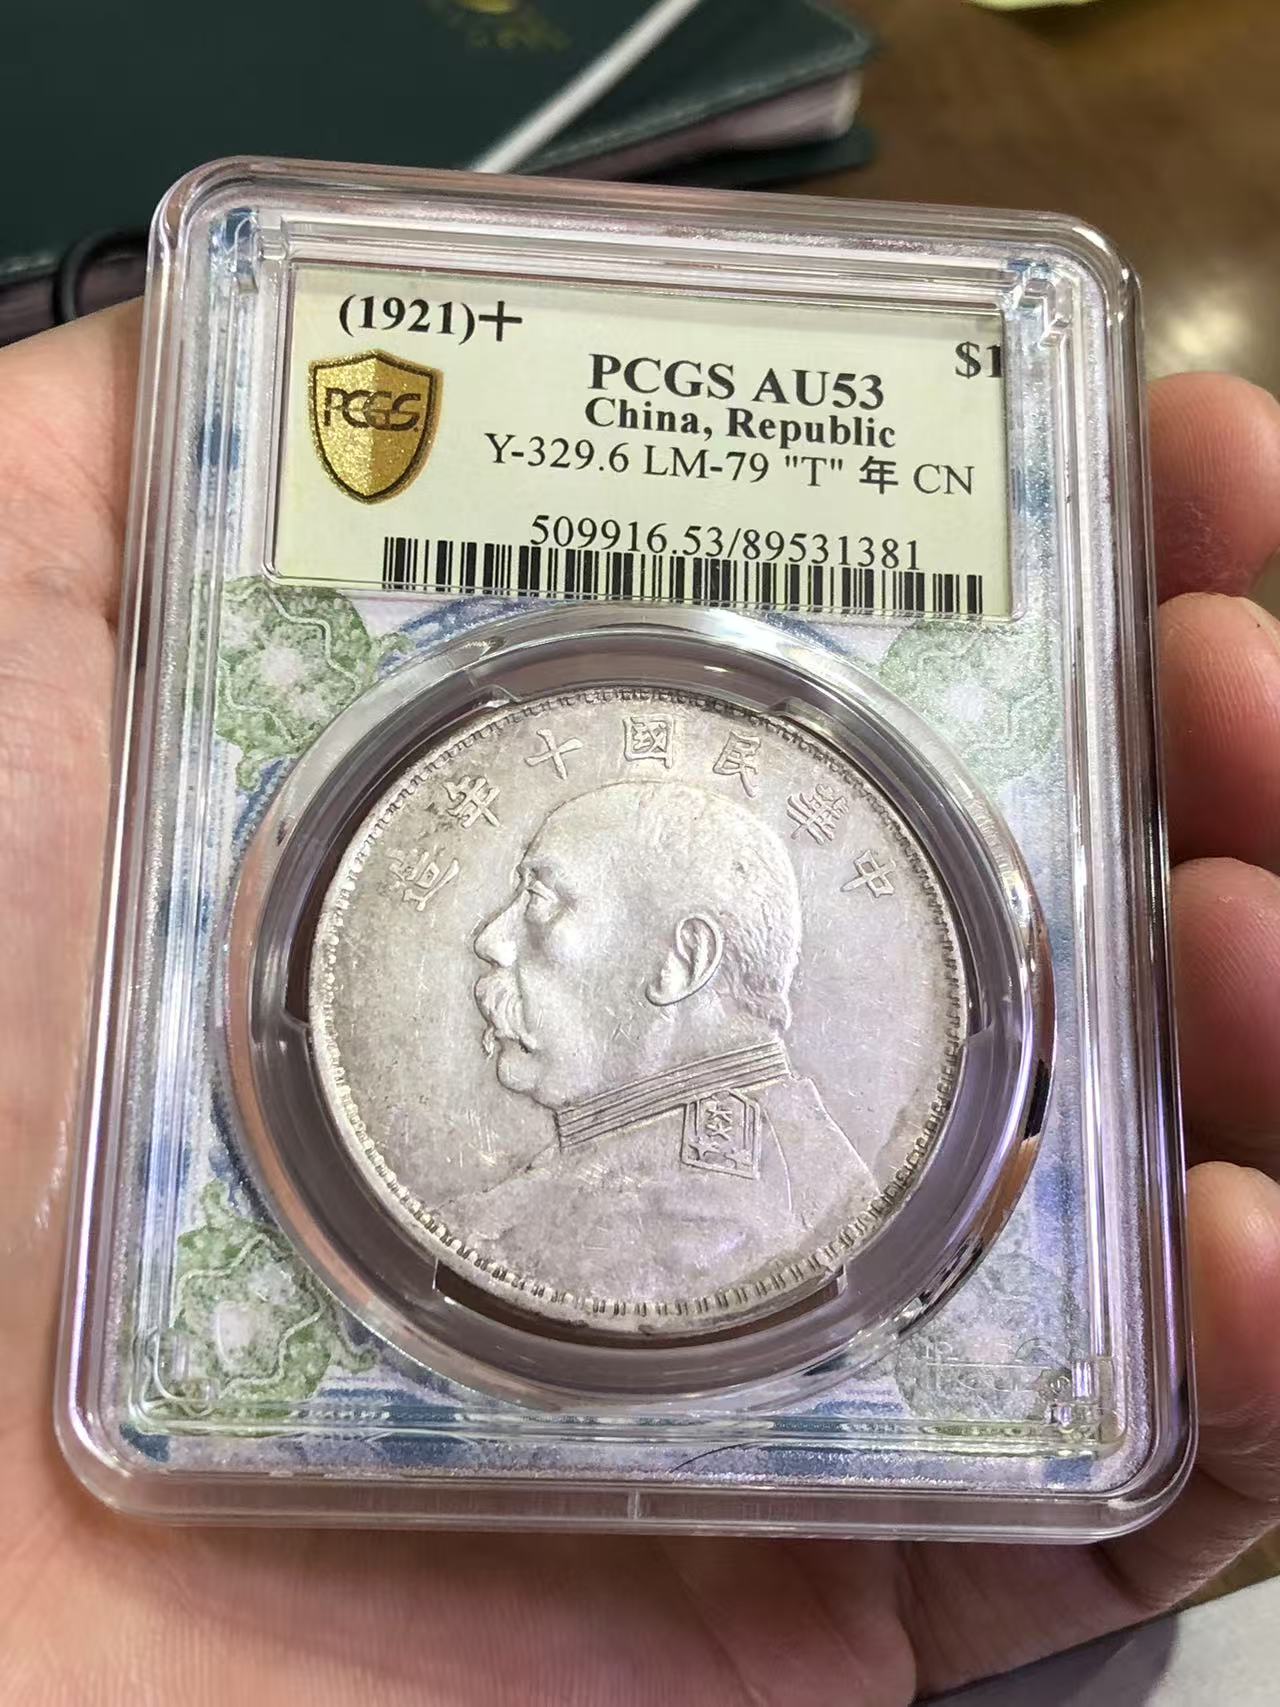 (1921)十
$1
PCGS AU53
China, Republic
PCGS
Y-329.6 LM-79 "T" 年 CN
509916.53/89531381
中華民國十年造